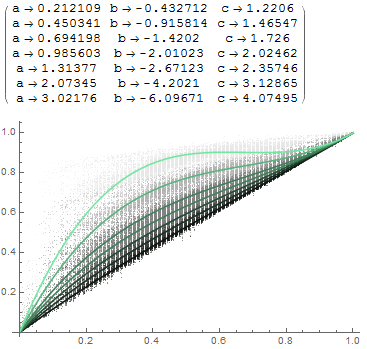 a → 0.212109 b → -0.432712 c → 1.2206
a → 0.450341 b → -0.915814 c → 1.46547
a → 0.694198 b → -1.4202 c → 1.726
a → 0.985603 b → -2.01023 c → 2.02462
a → 1.31377 b → -2.67123 c → 2.35746
a → 2.07345 b → -4.2021 c → 3.12865
a → 3.02176 b → -6.09671 c → 4.07495
1.0
0.8
0.6
0.4
0.2
0.2 0.4 0.6 0.8 1.0